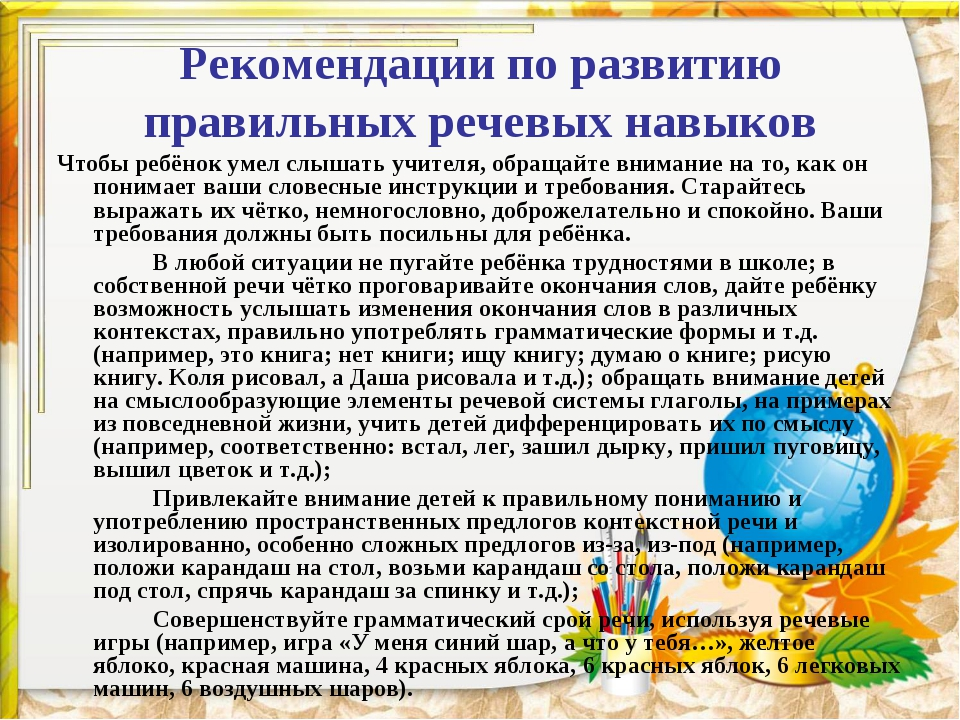 Рекомендации по развитию
правильных речевых навыков
Чтобы ребёнок умел слышать учителя, обращайте внимание на то, как он
понимает ваши словесные инструкции и требования. Старайтесь
выражать их чётко, немногословно, доброжелательно и спокойно. Ваши
требования должны быть посильны для ребёнка.
В любой ситуации не пугайте ребёнка трудностями в школе; в
собственной речи чётко проговаривайте окончания слов, дайте ребёнку
возможность услышать изменения окончания слов в различных
контекстах, правильно употреблять грамматические формы и т.д.
(например, это книга; нет книги; ищу книгу; думаю о книге; рисую
книгу. Коля рисовал, а Даша рисовала и т.д.); обращать внимание детей
на смыслообразующие элементы речевой системы глаголы, на примерах
из повседневной жизни, учить детей дифференцировать их по смыслу
(например, соответственно: встал, лег, зашил дырку, пришил пуговицу,
вышил цветок и т.д.);
Привлекайте внимание детей к правильному пониманию и
употреблению пространственных предлогов контекстной речи и
изолированно, особенно сложных предлогов из-за, из-под (например,
положи карандаш на стол, возьми карандаш со стола, положи карандаш
под стол, спрячь карандаш за спинку и т.д.);
Совершенствуйте грамматический срой речи, используя речевые
игры (например, игра «У меня синий шар, а что у тебя…», желтое
яблоко, красная машина, 4 красных яблока, 6 красных яблок, 6 легковых
машин, 6 воздушных шаров).